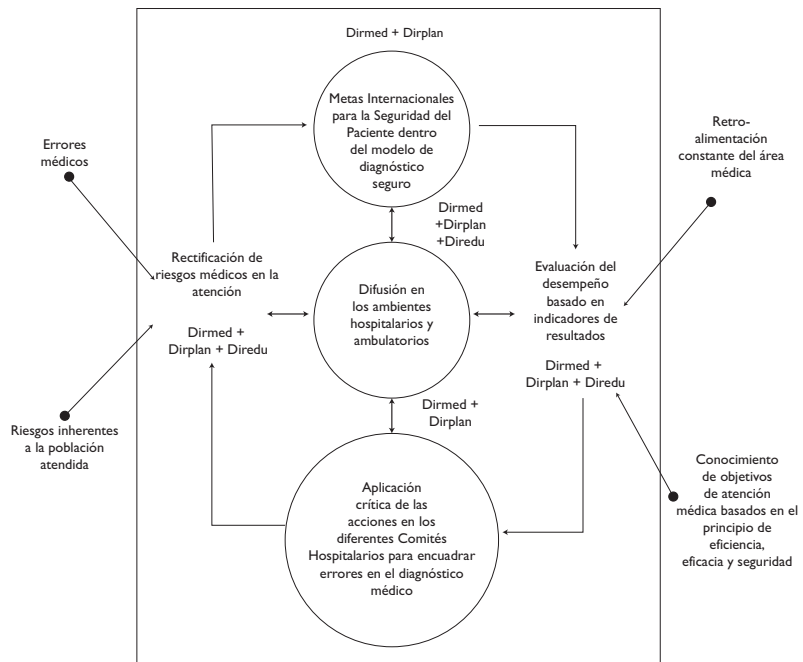 Dirmed + Dirplan
Metas Internacionales
para la Seguridad del
Paciente dentro
del modelo de
diagnóstico
seguro
Errores
médicos
Retro-
alimentación
constante del área
médica
Dirmed
+Dirplan
+Diredu
Rectificación de
riesgos médicos en la
atención
Dirmed +
Dirplan + Diredu
Difusión en
los ambientes
hospitalarios y
ambulatorios
Evaluación del
desempeño
basado en
indicadores de
resultados
Dirmed +
Dirplan + Diredu
Dirmed +
Dirplan
Riesgos inherentes
a la población
atendida
Aplicación
crítica de las
acciones en los
diferentes Comités
Hospitalarios para encuadrar
errores en el diagnóstico
médico
Conocimiento
de objetivos
de atención
médica basados en el
principio de
eficiencia,
eficacia y seguridad